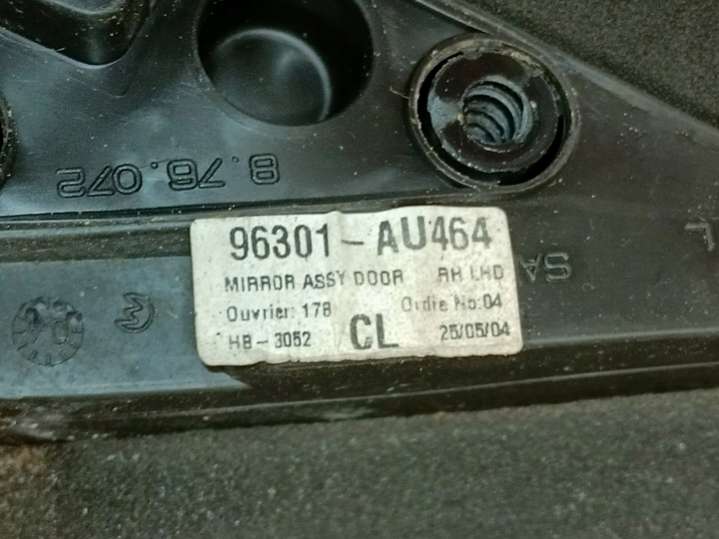 8.76.072
96301-AU464
MIRROR ASSY DOOR RH LHD
Ouvrier: 178 Ordre No:04
HB-3052 CL 25/05/04
SA
L